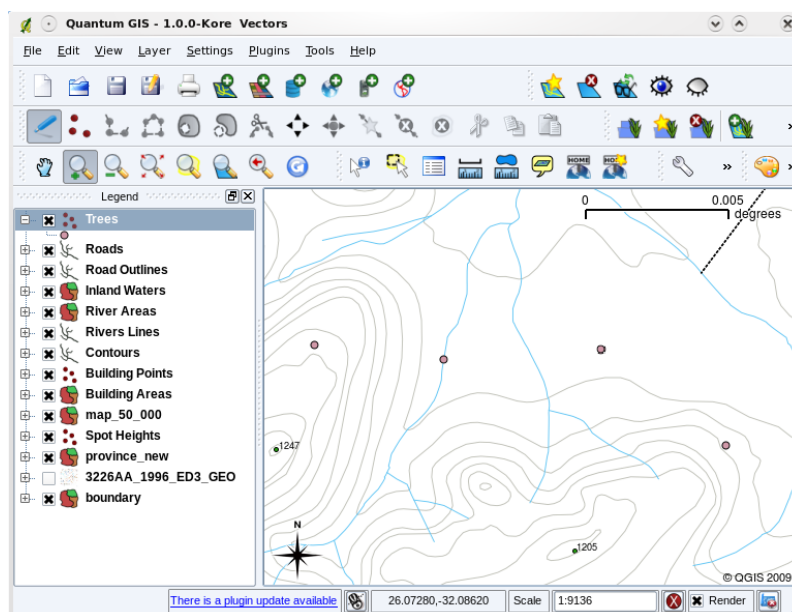 Quantum GIS - 1.0.0-Kore Vectors
File Edit View Layer Settings Plugins Tools Help
HOME HOME
Legend
Trees
Roads
Road Outlines
Inland Waters
River Areas
Rivers Lines
Contours
Building Points
Building Areas
map_50_000
Spot Heights
province_new
3226AA_1996_ED3_GEO
boundary
0 0.005
degrees
1247
1205
N
© QGIS 2009
There is a plugin update available 26.07280,-32.08620 Scale 1:9136 Render